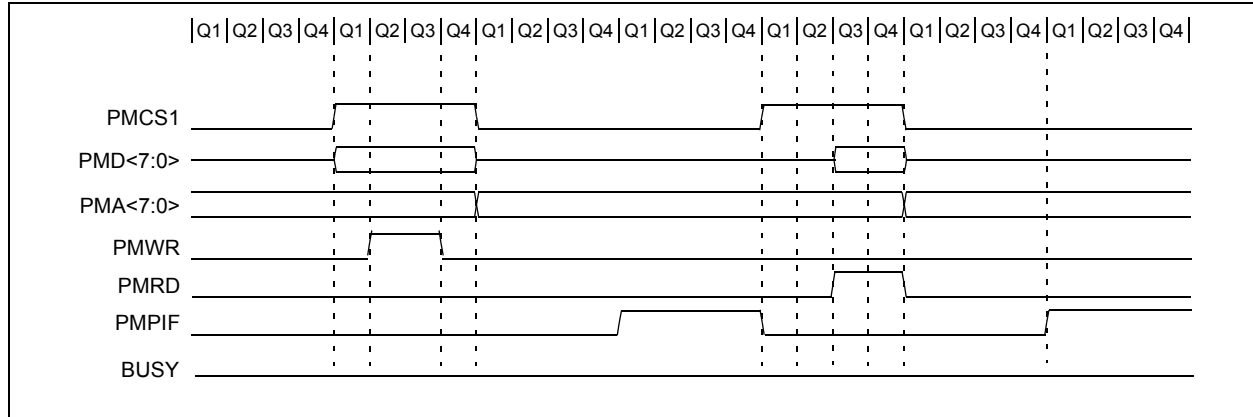 Q1 Q2 Q3 Q4 Q1 Q2 Q3 Q4 Q1 Q2 Q3 Q4 Q1 Q2 Q3 Q4 Q1 Q2 Q3 Q4 Q1 Q2 Q3 Q4 Q1 Q2 Q3 Q4
PMCS1
PMD<7:0>
PMA<7:0>
PMWR
PMRD
PMPIF
BUSY